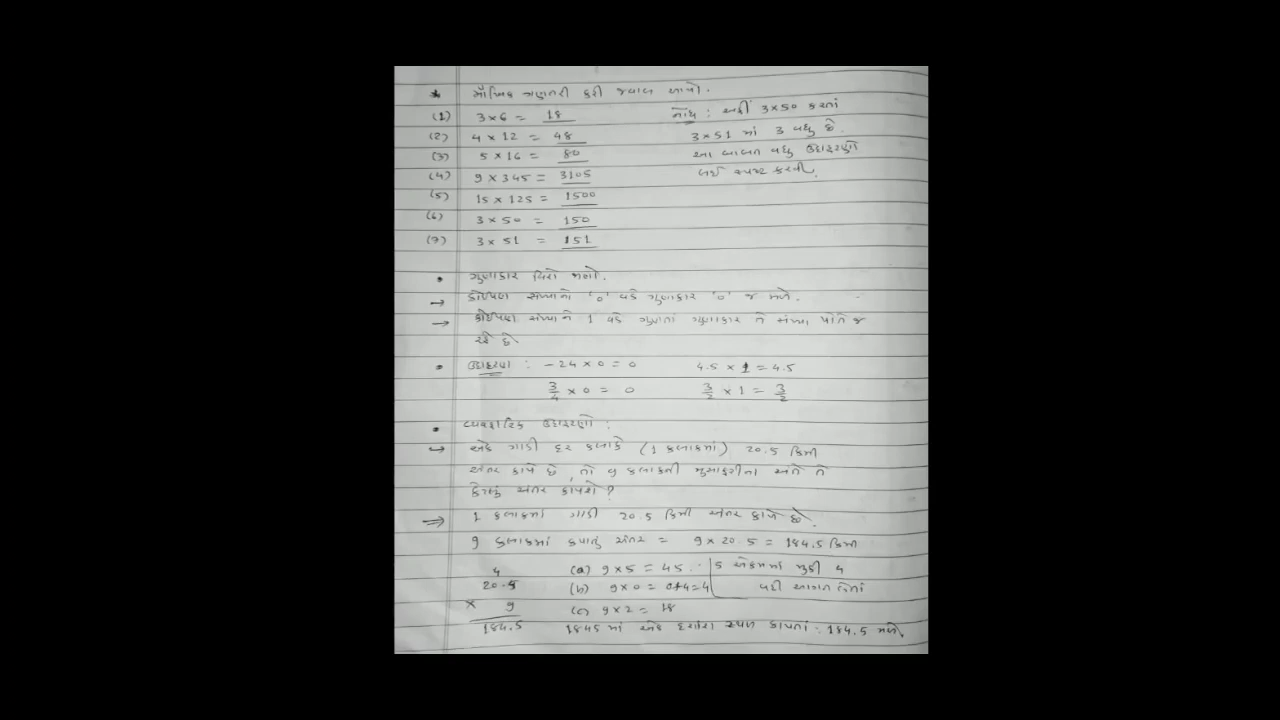 * મૌખિક ગણતરી કરી જવાબ આપો.
(1) 3 × 6 = 18
(2) 4 × 12 = 48
(3) 5 × 16 = 80
(4) 9 × 345 = 3105
(5) 15 × 125 = 1500
(6) 3 × 50 = 150
(7) 3 × 51 = 151
નોંધ : અહીં 3×50 કરતાં
3×51 માં 3 વધુ છે.
આ બાબત વધુ ઉદાહરણો
લઈ સ્પષ્ટ કરવી.
• ગુણાકાર વિશે જાણો.
→ કોઈપણ સંખ્યાનો '૦' વડે ગુણાકાર '૦' જ મળે.
→ કોઈપણ સંખ્યાને 1 વડે ગુણતાં ગુણાકાર તે સંખ્યા પોતે જ
રહે છે
• ઉદાહરણ : – 24 × 0 = 0 4.5 × 1 = 4.5
3/4 × 0 = 0 3/2 × 1 = 3/2
• વ્યવહારિક ઉદાહરણો :
→ એક ગાડી દર કલાકે (1 કલાકમાં) 20.5 કિમી
અંતર કાપે છે, તો 9 કલાકની મુસાફરીના અંતે તે
કેટલું અંતર કાપશે?
⇒ 1 કલાકમાં ગાડી 20.5 કિમી અંતર કાપે છે.
9 કલાકમાં કપાતું અંતર = 9 × 20.5 = 184.5 કિમી
4
20.5
× 9
184.5
(a) 9 × 5 = 45 ∴ 5 એકમમાં મુકી 4
(b) 9 × 0 = 0+4 = 4 વદી આગળ લેતાં
(c) 9 × 2 = 18
1845 માં એક દશાંશ સ્થળ કાપતાં : 184.5 મળે.